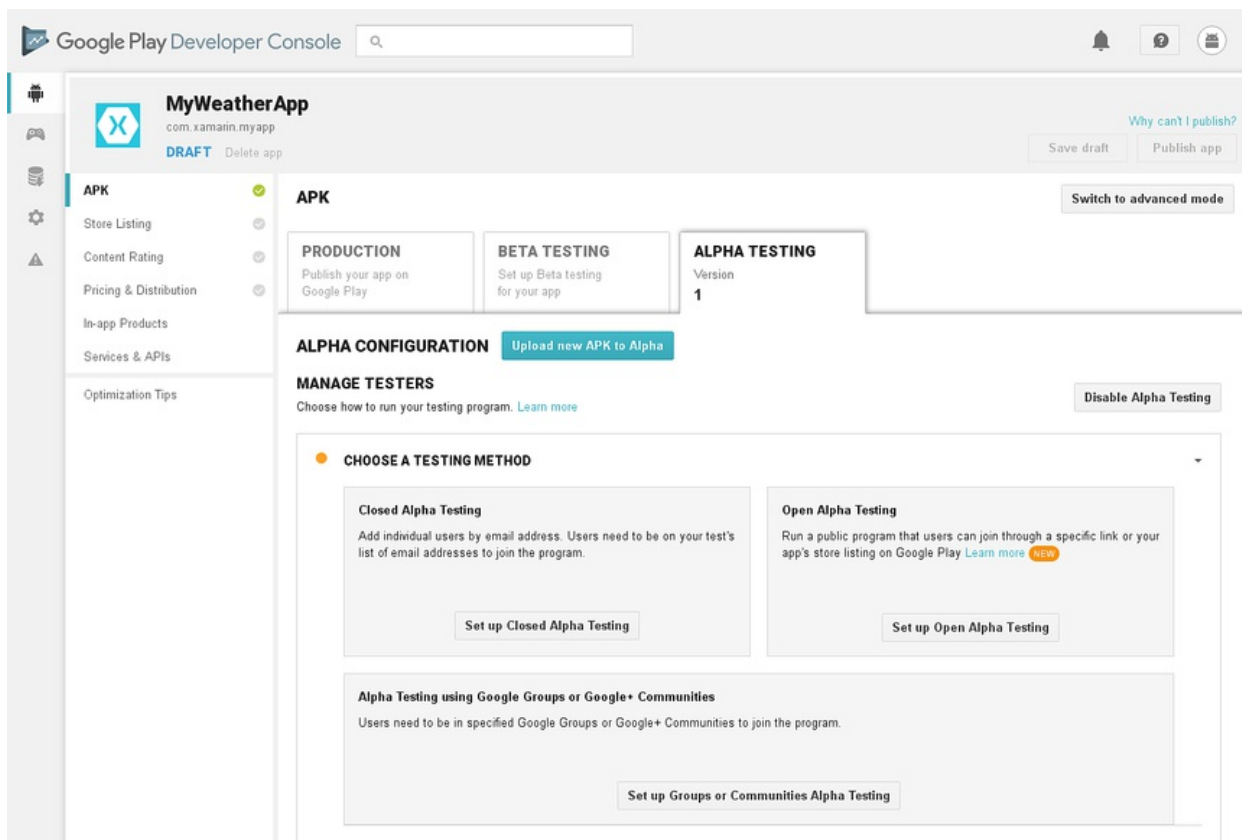 Google Play Developer Console
MyWeatherApp
com.xamarin.myapp
DRAFT Delete app
Why can't I publish?
Save draft Publish app
APK
Store Listing
Content Rating
Pricing & Distribution
In-app Products
Services & APIs
Optimization Tips
APK
Switch to advanced mode
PRODUCTION
Publish your app on
Google Play
BETA TESTING
Set up Beta testing
for your app
ALPHA TESTING
Version
1
ALPHA CONFIGURATION
Upload new APK to Alpha
MANAGE TESTERS
Choose how to run your testing program. Learn more
Disable Alpha Testing
CHOOSE A TESTING METHOD
Closed Alpha Testing
Add individual users by email address. Users need to be on your test's
list of email addresses to join the program.
Set up Closed Alpha Testing
Open Alpha Testing
Run a public program that users can join through a specific link or your
app's store listing on Google Play Learn more NEW
Set up Open Alpha Testing
Alpha Testing using Google Groups or Google+ Communities
Users need to be in specified Google Groups or Google+ Communities to join the program.
Set up Groups or Communities Alpha Testing